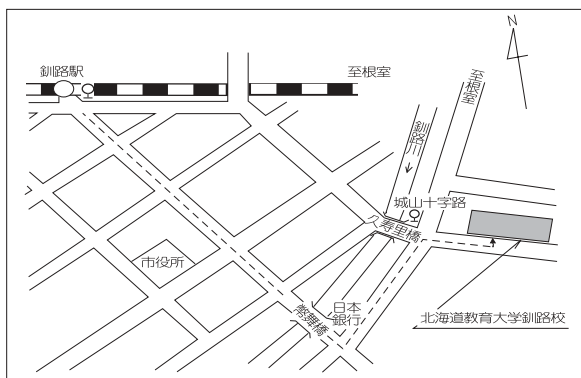 釧路駅
至根室
N
至根室
釧路川
城山十字路
久寿里橋
市役所
日本
銀行
幣舞橋
北海道教育大学釧路校